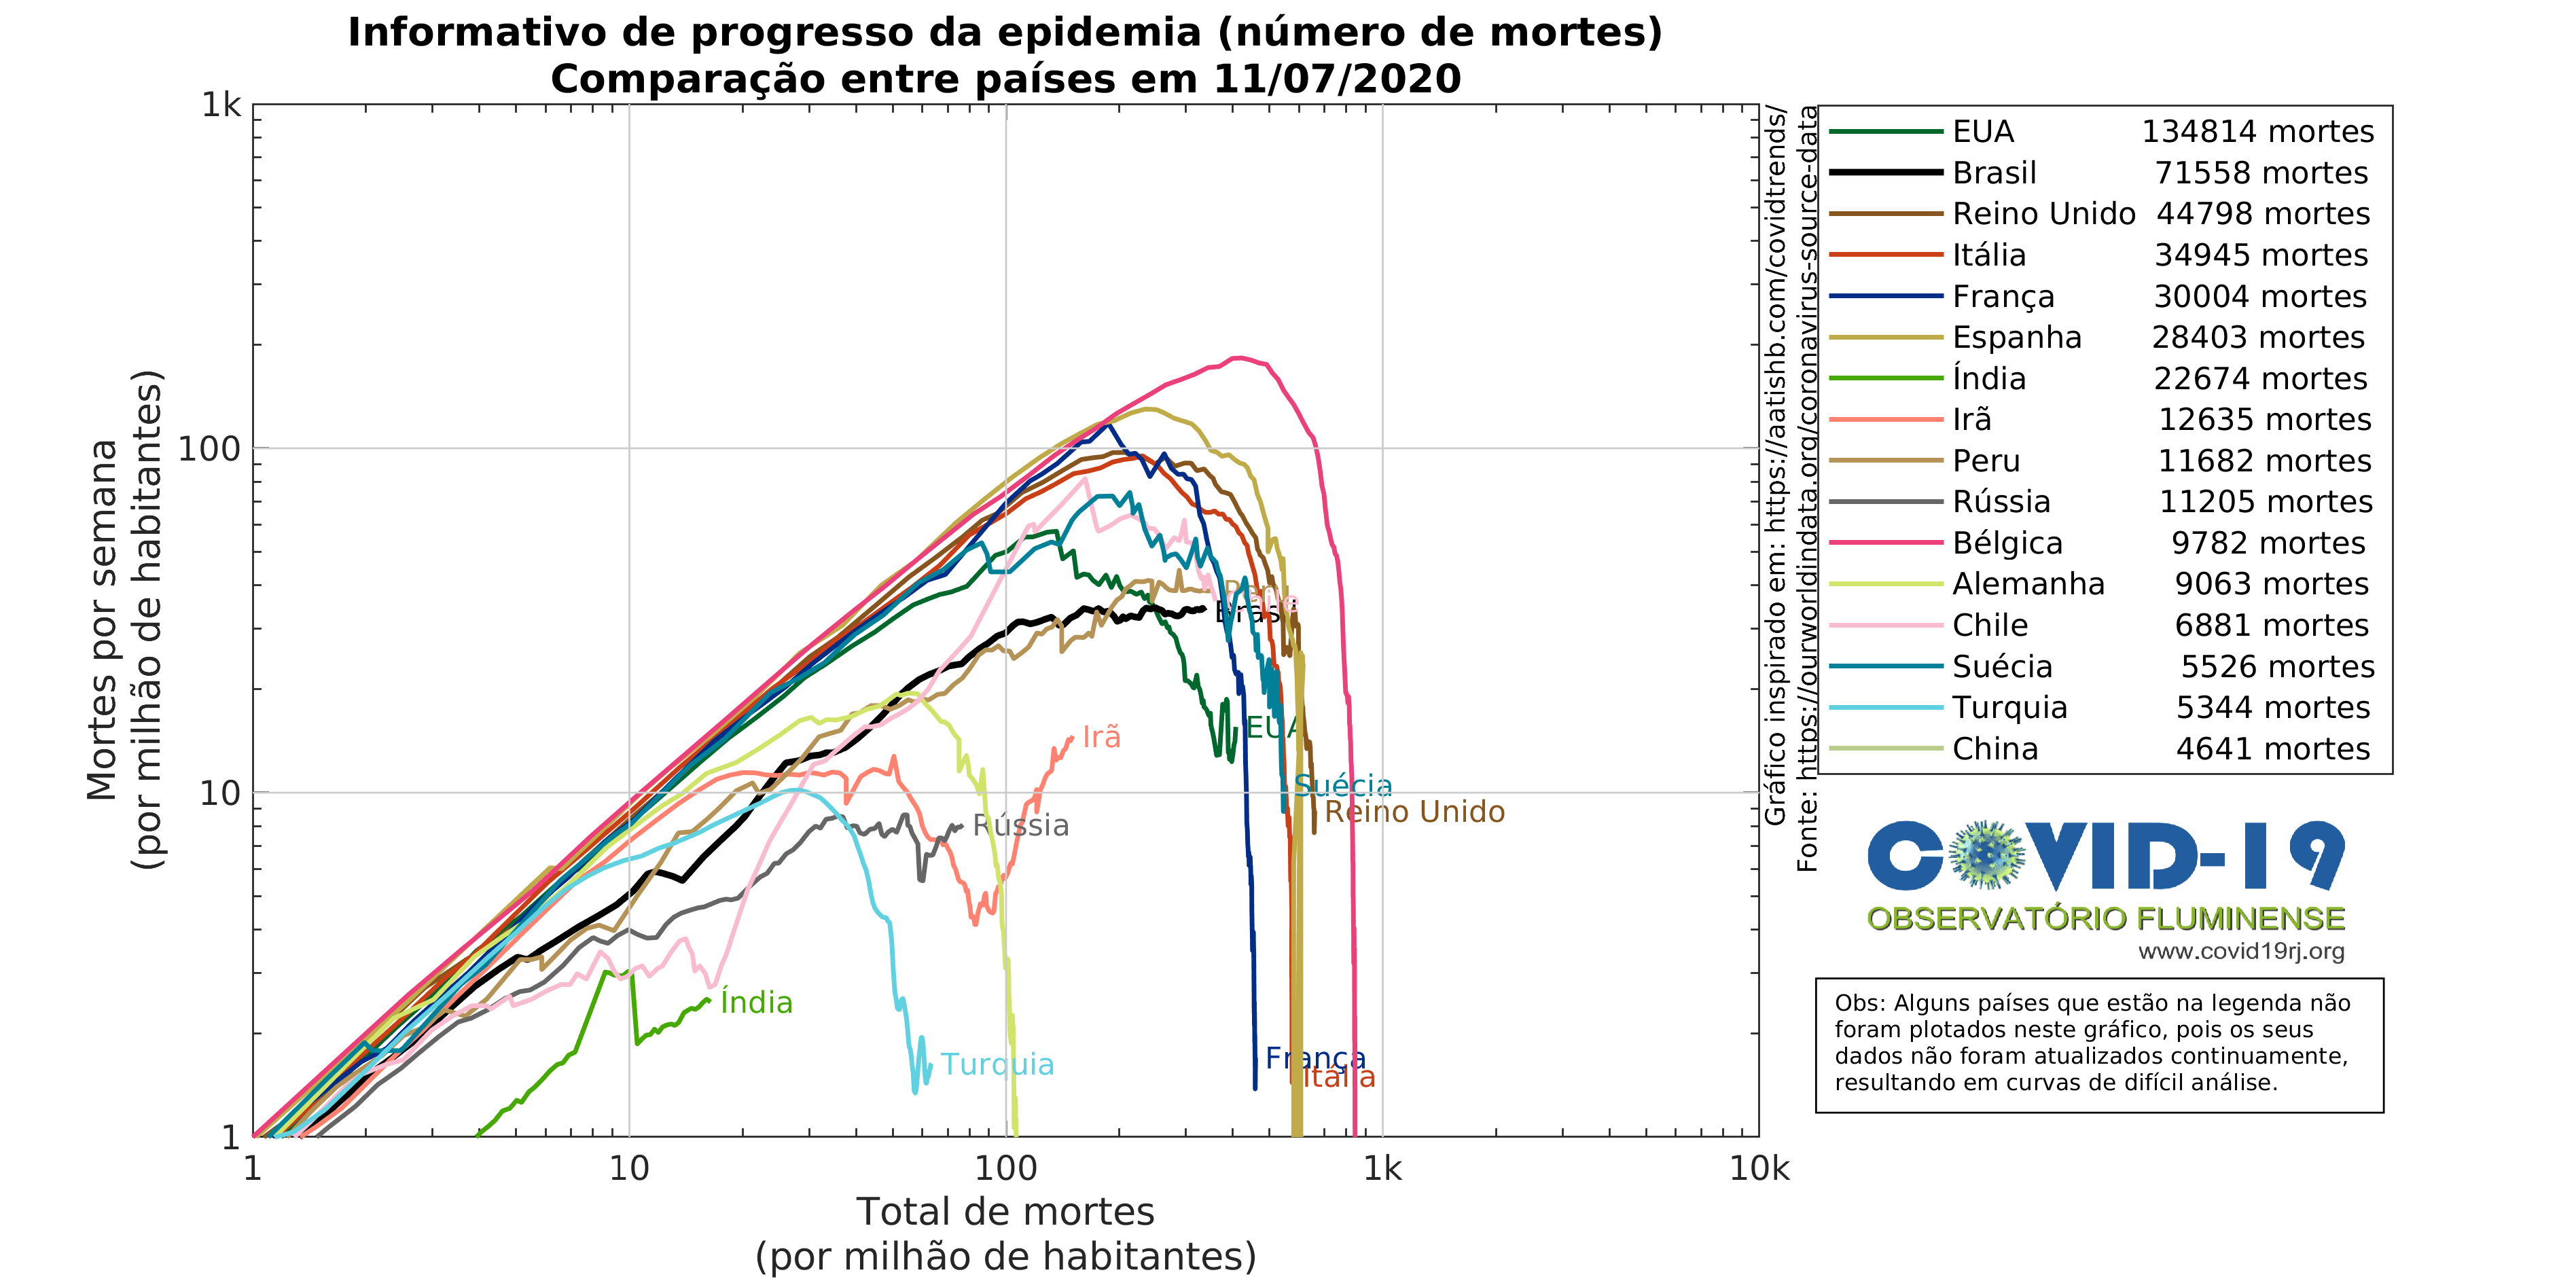 Informativo de progresso da epidemia (número de mortes)
Comparação entre países em 11/07/2020
Mortes por semana
(por milhão de habitantes)
1k
100
10
1
1
10
100
1k
10k
Total de mortes
(por milhão de habitantes)
Peru
Chile
Brasil
EUA
Irã
Suécia
Reino Unido
Rússia
Índia
França
Turquia
Itália
Gráfico inspirado em: https://aatishb.com/covidtrends/
Fonte: https://ourworldindata.org/coronavirus-source-data
EUA 134814 mortes
Brasil 71558 mortes
Reino Unido 44798 mortes
Itália 34945 mortes
França 30004 mortes
Espanha 28403 mortes
Índia 22674 mortes
Irã 12635 mortes
Peru 11682 mortes
Rússia 11205 mortes
Bélgica 9782 mortes
Alemanha 9063 mortes
Chile 6881 mortes
Suécia 5526 mortes
Turquia 5344 mortes
China 4641 mortes
COVID-19
OBSERVATÓRIO FLUMINENSE
www.covid19rj.org
Obs: Alguns países que estão na legenda não
foram plotados neste gráfico, pois os seus
dados não foram atualizados continuamente,
resultando em curvas de difícil análise.